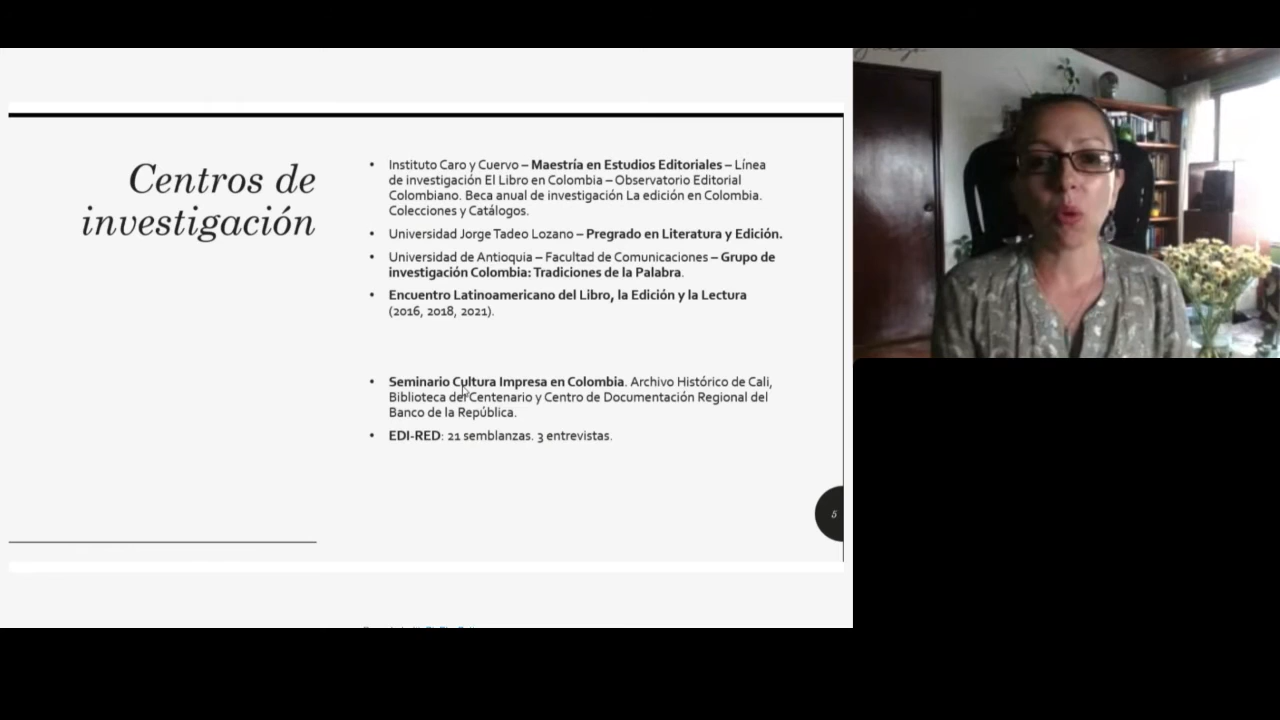 Centros de
investigación
• Instituto Caro y Cuervo – Maestría en Estudios Editoriales – Línea
de investigación El Libro en Colombia – Observatorio Editorial
Colombiano. Beca anual de investigación La edición en Colombia.
Colecciones y Catálogos.
• Universidad Jorge Tadeo Lozano – Pregrado en Literatura y Edición.
• Universidad de Antioquia – Facultad de Comunicaciones – Grupo de
investigación Colombia: Tradiciones de la Palabra.
• Encuentro Latinoamericano del Libro, la Edición y la Lectura
(2016, 2018, 2021).
• Seminario Cultura Impresa en Colombia. Archivo Histórico de Cali,
Biblioteca del Centenario y Centro de Documentación Regional del
Banco de la República.
• EDI-RED: 21 semblanzas. 3 entrevistas.
5